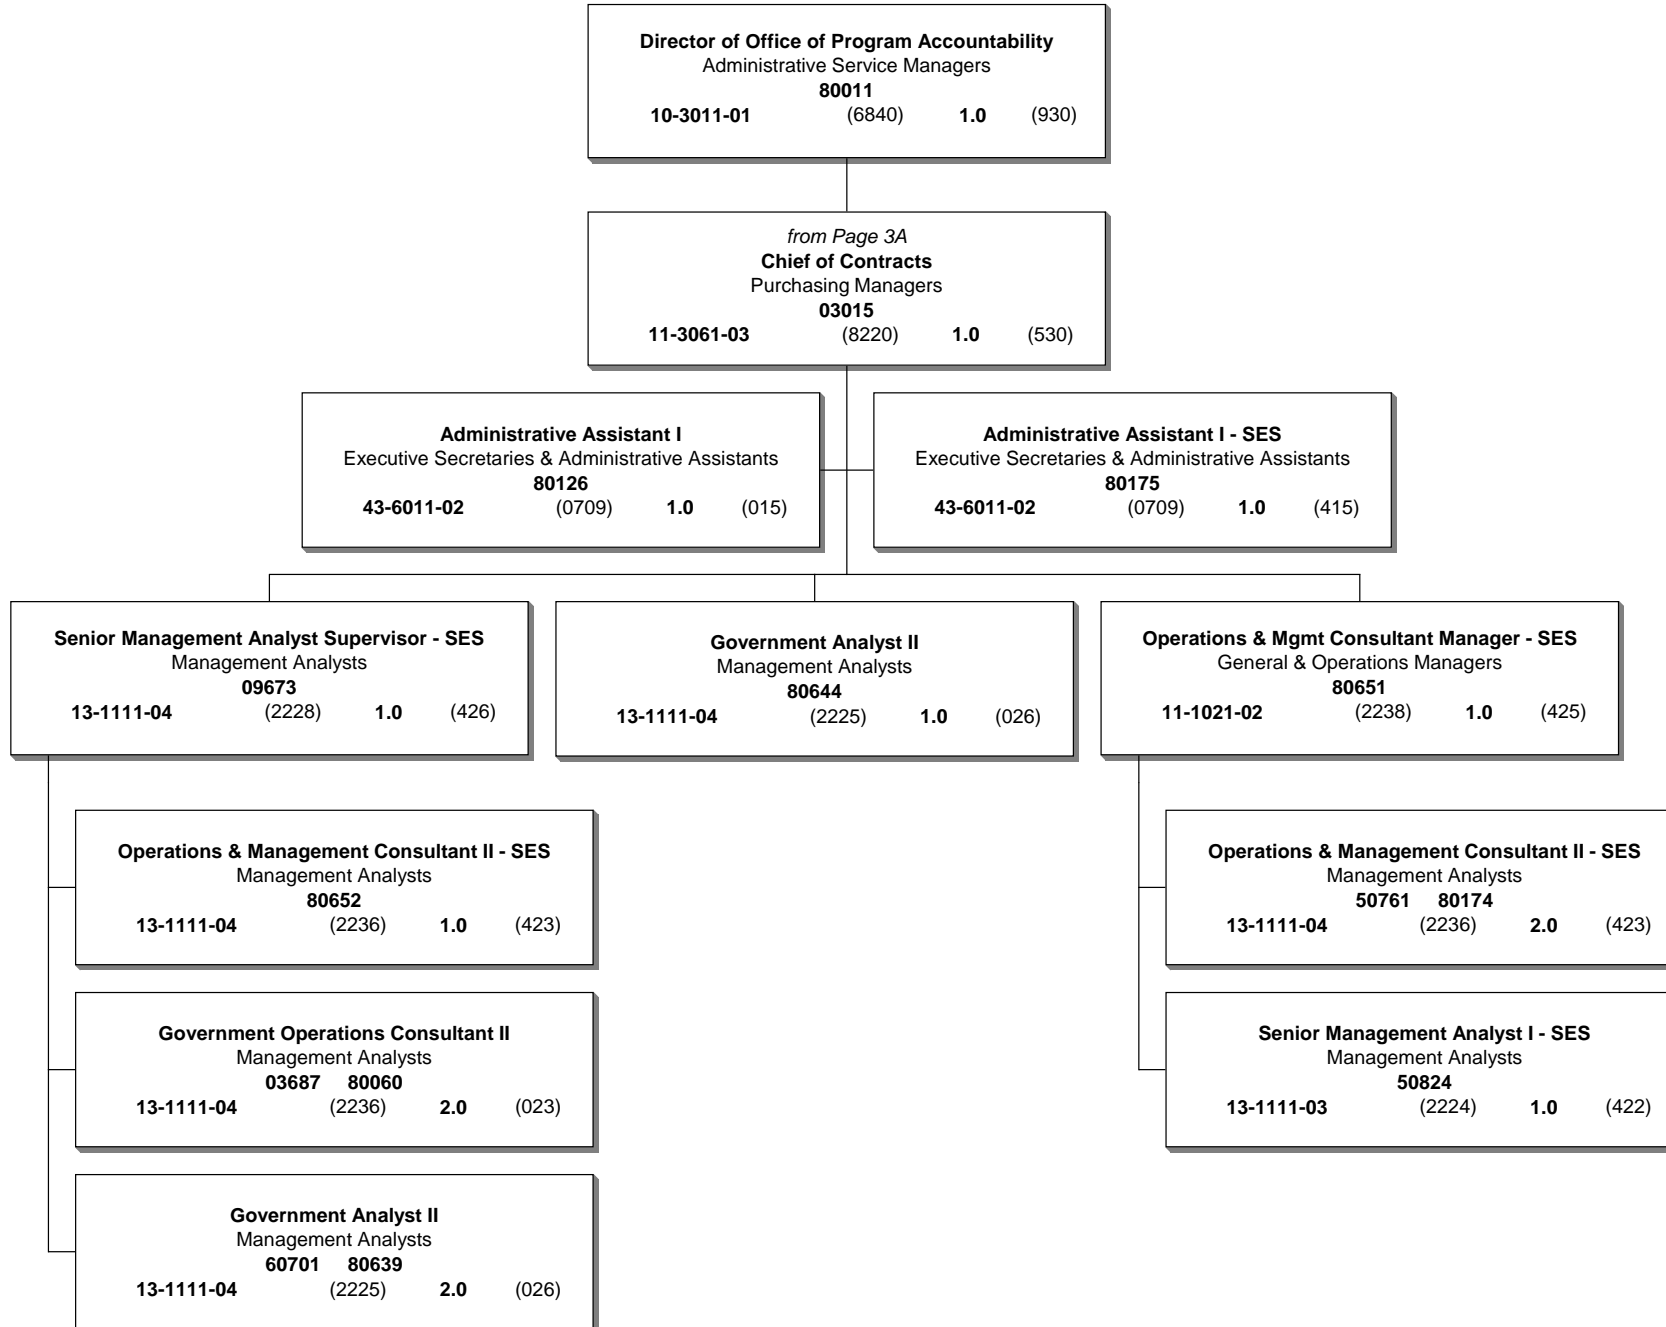 Director of Office of Program Accountability
Administrative Service Managers
80011
10-3011-01 (6840) 1.0 (930)
from Page 3A
Chief of Contracts
Purchasing Managers
03015
11-3061-03 (8220) 1.0 (530)
Administrative Assistant I
Executive Secretaries & Administrative Assistants
80126
43-6011-02 (0709) 1.0 (015)
Administrative Assistant I - SES
Executive Secretaries & Administrative Assistants
80175
43-6011-02 (0709) 1.0 (415)
Senior Management Analyst Supervisor - SES
Management Analysts
09673
13-1111-04 (2228) 1.0 (426)
Government Analyst II
Management Analysts
80644
13-1111-04 (2225) 1.0 (026)
Operations & Mgmt Consultant Manager - SES
General & Operations Managers
80651
11-1021-02 (2238) 1.0 (425)
Operations & Management Consultant II - SES
Management Analysts
80652
13-1111-04 (2236) 1.0 (423)
Government Operations Consultant II
Management Analysts
03687 80060
13-1111-04 (2236) 2.0 (023)
Government Analyst II
Management Analysts
60701 80639
13-1111-04 (2225) 2.0 (026)
Operations & Management Consultant II - SES
Management Analysts
50761 80174
13-1111-04 (2236) 2.0 (423)
Senior Management Analyst I - SES
Management Analysts
50824
13-1111-03 (2224) 1.0 (422)